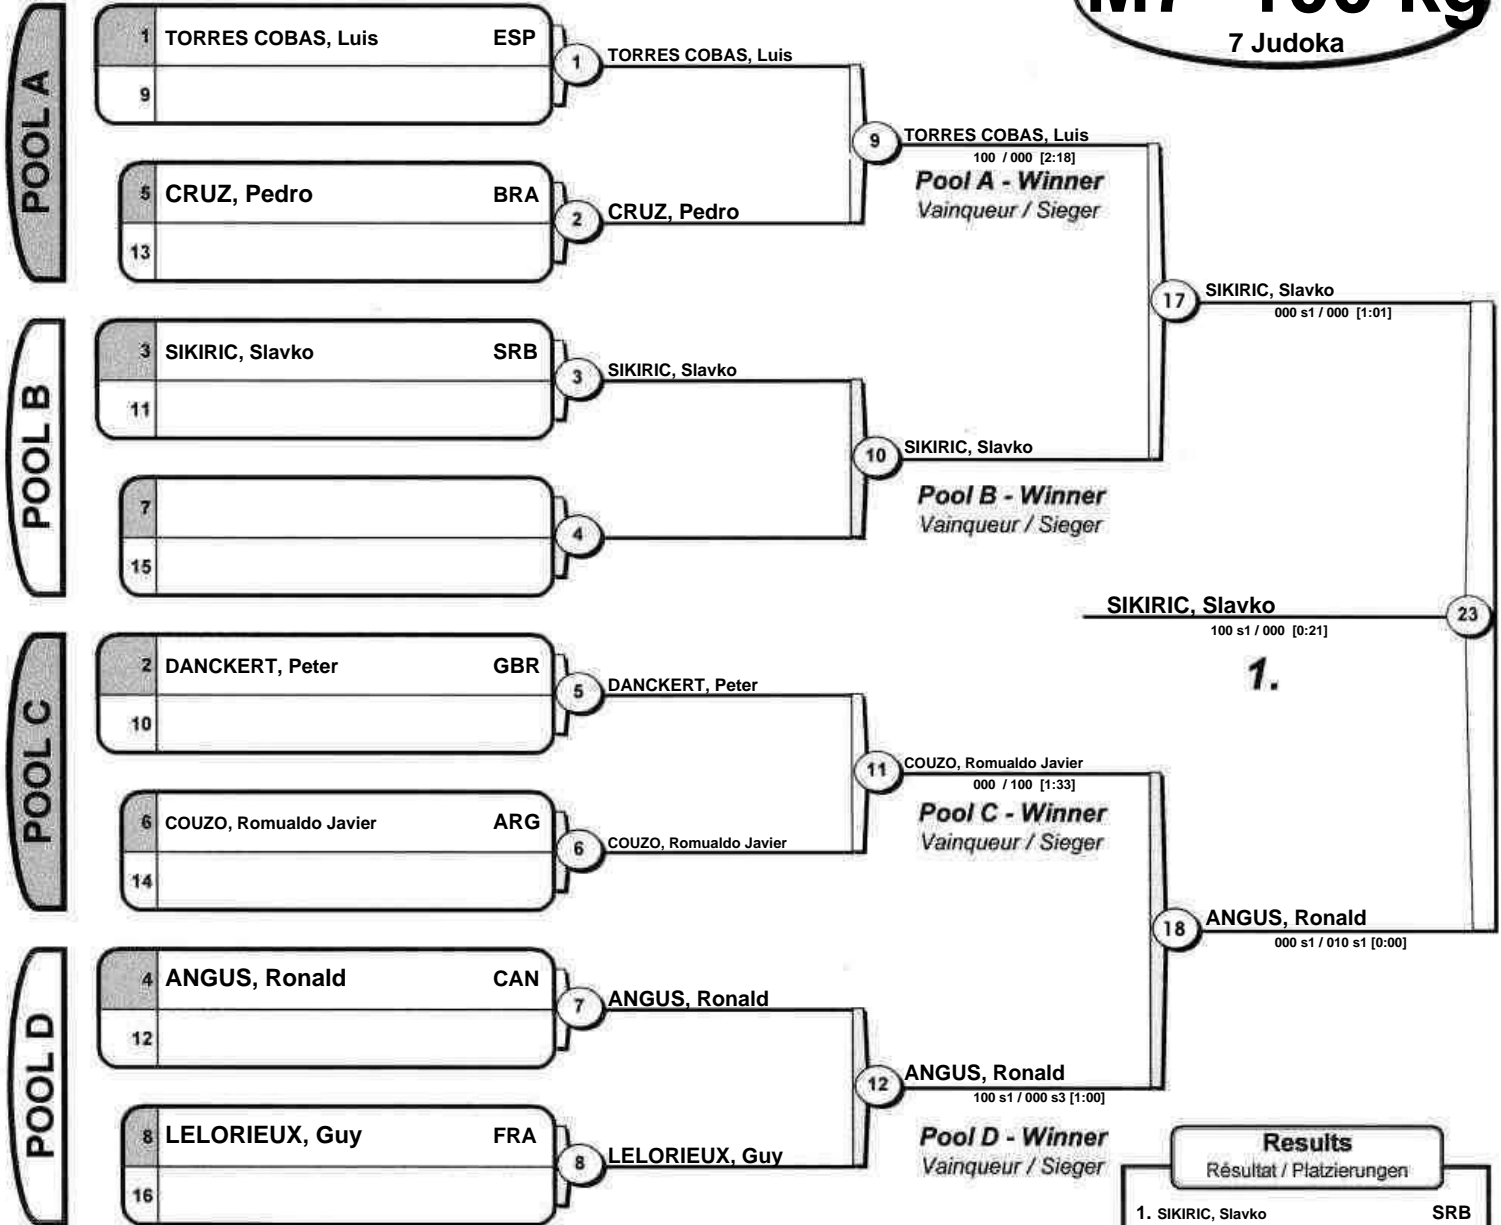 M7 -100 kg
7 Judoka
POOL A
1 TORRES COBAS, Luis ESP
9
5 CRUZ, Pedro BRA
13
1 TORRES COBAS, Luis
2 CRUZ, Pedro
9 TORRES COBAS, Luis
100 / 000 [2:18]
Pool A - Winner
Vainqueur / Sieger
POOL B
3 SIKIRIC, Slavko SRB
11
7
15
3 SIKIRIC, Slavko
4
10 SIKIRIC, Slavko
Pool B - Winner
Vainqueur / Sieger
17 SIKIRIC, Slavko
000 s1 / 000 [1:01]
SIKIRIC, Slavko 23
100 s1 / 000 [0:21]
1.
POOL C
2 DANCKERT, Peter GBR
10
6 COUZO, Romualdo Javier ARG
14
5 DANCKERT, Peter
6 COUZO, Romualdo Javier
11 COUZO, Romualdo Javier
000 / 100 [1:33]
Pool C - Winner
Vainqueur / Sieger
POOL D
4 ANGUS, Ronald CAN
12
8 LELORIEUX, Guy FRA
16
7 ANGUS, Ronald
8 LELORIEUX, Guy
12 ANGUS, Ronald
100 s1 / 000 s3 [1:00]
Pool D - Winner
Vainqueur / Sieger
18 ANGUS, Ronald
000 s1 / 010 s1 [0:00]
Results
Résultat / Platzierungen
1. SIKIRIC, Slavko SRB